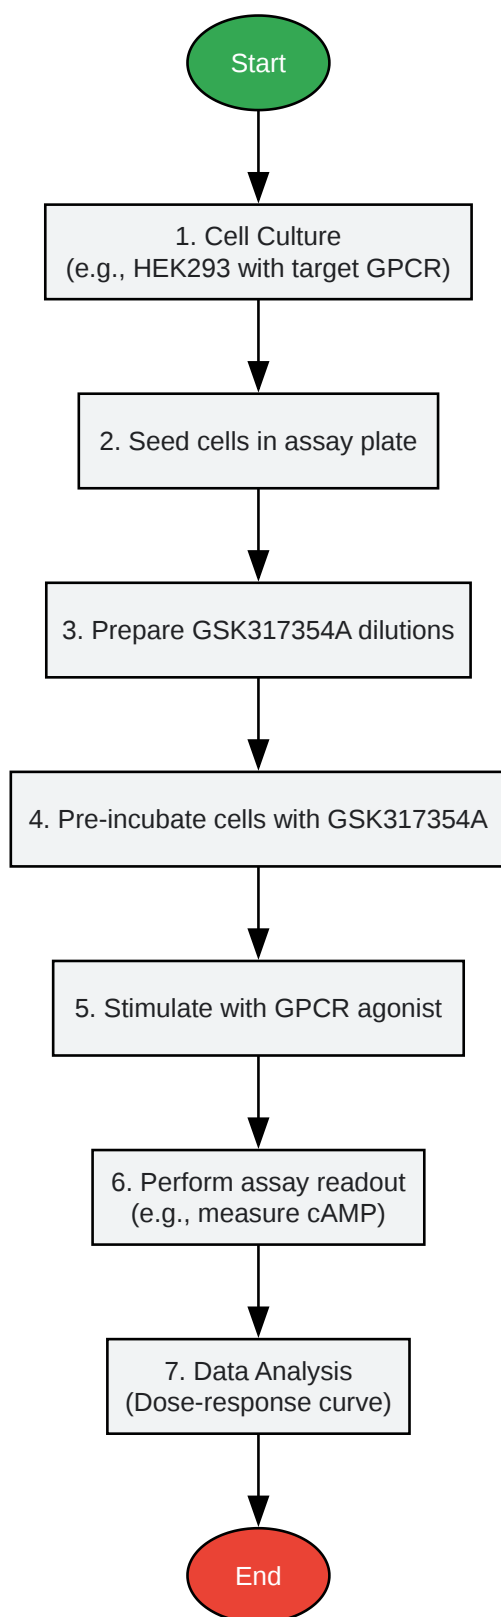 Start
1. Cell Culture
(e.g., HEK293 with target GPCR)
2. Seed cells in assay plate
3. Prepare GSK317354A dilutions
4. Pre-incubate cells with GSK317354A
5. Stimulate with GPCR agonist
6. Perform assay readout
(e.g., measure cAMP)
7. Data Analysis
(Dose-response curve)
End